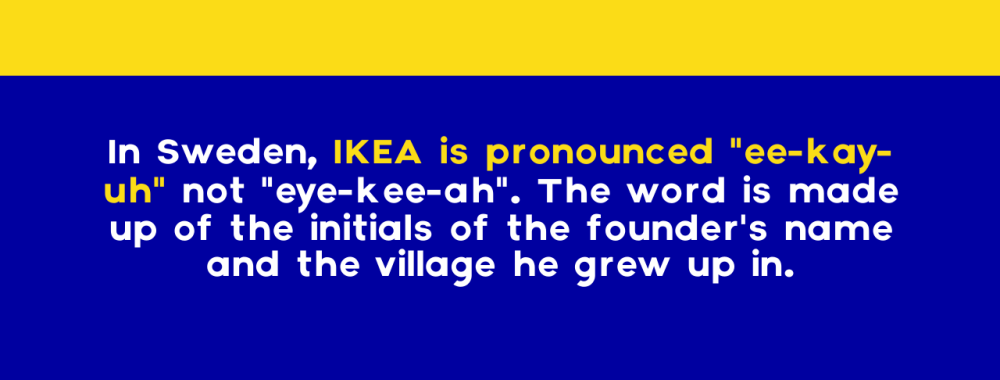 In Sweden, IKEA is pronounced "ee-kay-
uh" not "eye-kee-ah". The word is made
up of the initials of the founder's name
and the village he grew up in.